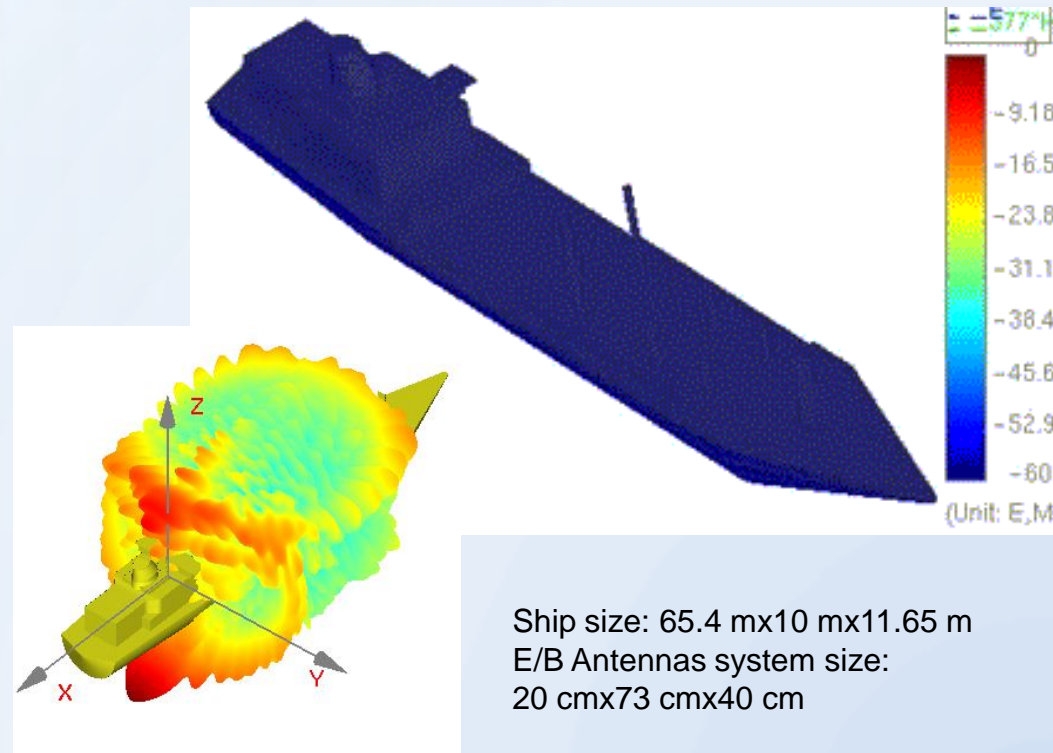 0
-9.18
-16.5
-23.8
-31.1
-38.4
-45.6
-52.9
-60
(Unit: E,M
Z
X
Y
Ship size: 65.4 mx10 mx11.65 m
E/B Antennas system size:
20 cmx73 cmx40 cm